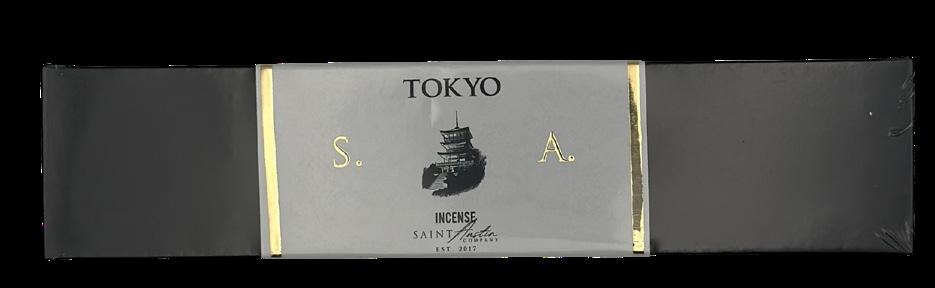 TOKYO
S. A.
INCENSE
SAINT Austin
COMPANY
EST. 2017